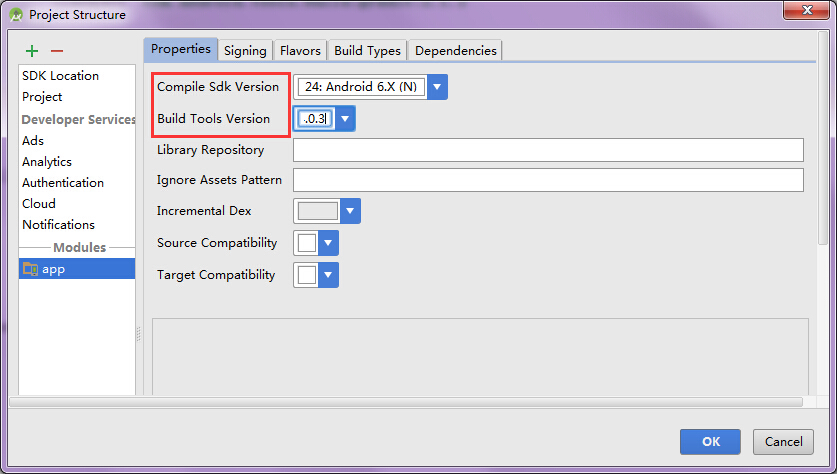 Project Structure
Properties
Signing
Flavors
Build Types
Dependencies
SDK Location
Project
Developer Services
Ads
Analytics
Authentication
Cloud
Notifications
Modules
app
Compile Sdk Version
24: Android 6.X (N)
Build Tools Version
.0.3
Library Repository
Ignore Assets Pattern
Incremental Dex
Source Compatibility
Target Compatibility
OK
Cancel